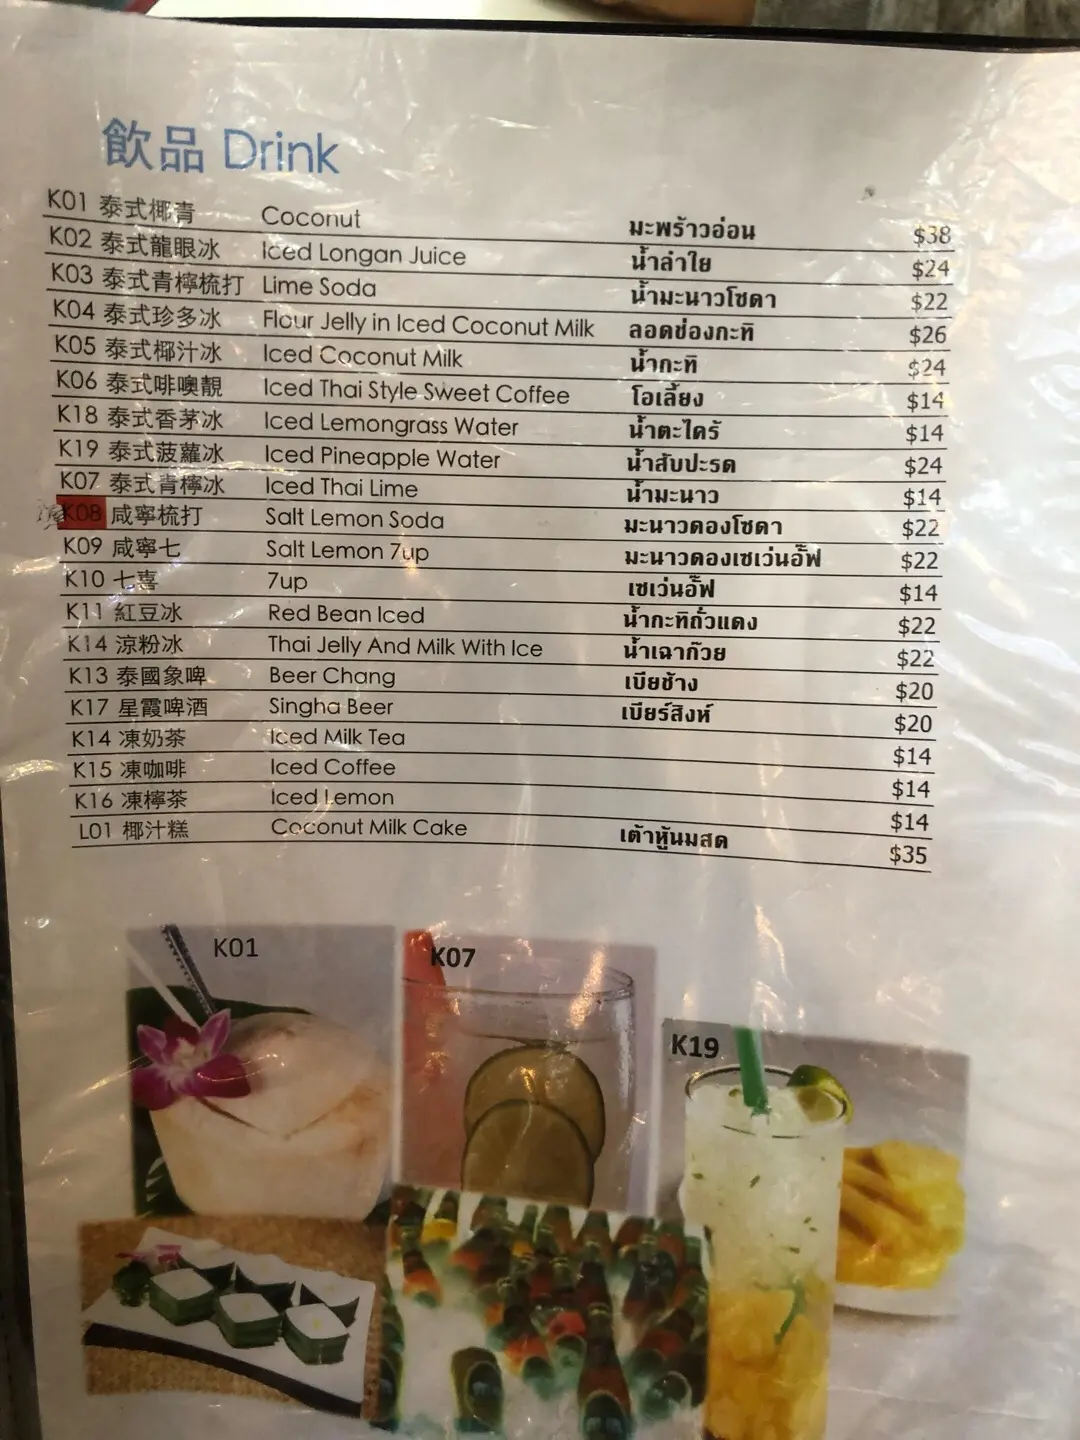 飲品 Drink
K01 泰式椰青 Coconut มะพร้าวอ่อน $38
K02 泰式龍眼冰 Iced Longan Juice น้ำลำใย $24
K03 泰式青檸梳打 Lime Soda น้ำมะนาวโซดา $22
K04 泰式珍多冰 Flour Jelly in Iced Coconut Milk ลอดช่องกะทิ $26
K05 泰式椰汁冰 Iced Coconut Milk น้ำกะทิ $24
K06 泰式啡噢靚 Iced Thai Style Sweet Coffee โอเลี้ยง $14
K18 泰式香茅冰 Iced Lemongrass Water น้ำตะไคร้ $14
K19 泰式菠蘿冰 Iced Pineapple Water น้ำสับปะรด $24
K07 泰式青檸冰 Iced Thai Lime น้ำมะนาว $14
K08 咸寧梳打 Salt Lemon Soda มะนาวดองโซดา $22
K09 咸寧七 Salt Lemon 7up มะนาวดองเซเว่นอั๊ฟ $22
K10 七喜 7up เซเว่นอั๊ฟ $14
K11 紅豆冰 Red Bean Iced น้ำกะทิถั่วแดง $22
K14 涼粉冰 Thai Jelly And Milk With Ice น้ำเฉาก๊วย $22
K13 泰國象啤 Beer Chang เบียช้าง $20
K17 星霞啤酒 Singha Beer เบียร์สิงห์ $20
K14 凍奶茶 Iced Milk Tea $14
K15 凍咖啡 Iced Coffee $14
K16 凍檸茶 Iced Lemon $14
L01 椰汁糕 Coconut Milk Cake เต้าหู้นมสด $35
K01
K07
K19